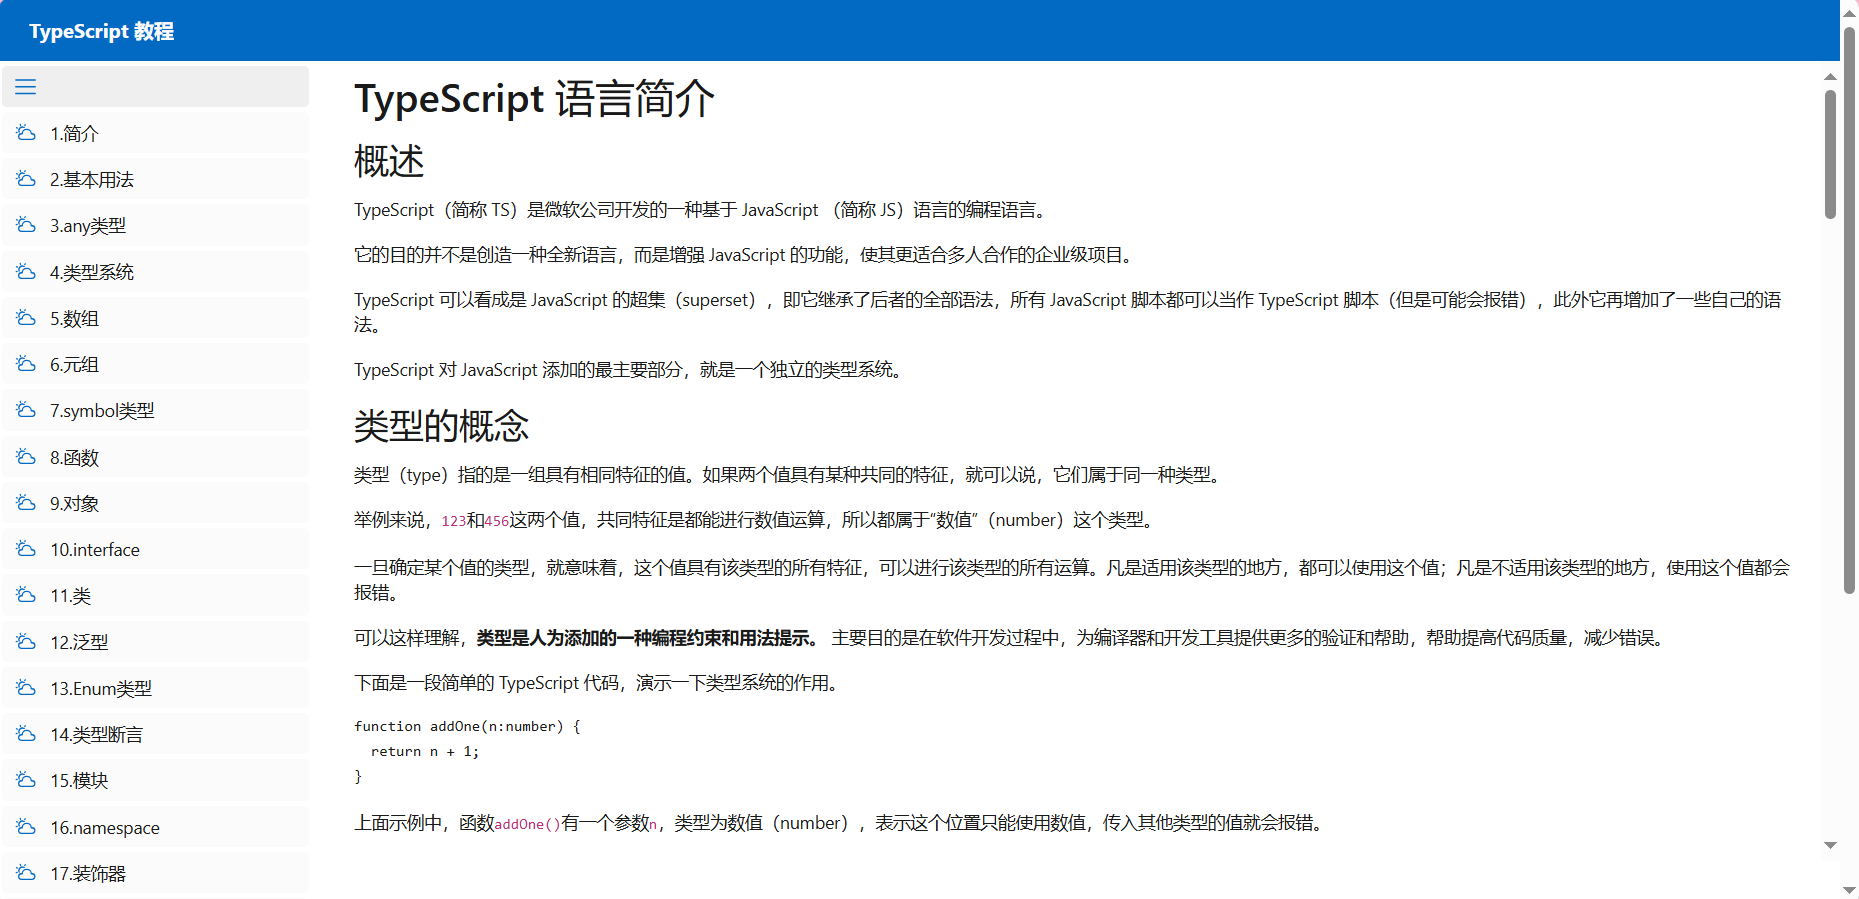 TypeScript 教程
1.简介
2.基本用法
3.any类型
4.类型系统
5.数组
6.元组
7.symbol类型
8.函数
9.对象
10.interface
11.类
12.泛型
13.Enum类型
14.类型断言
15.模块
16.namespace
17.装饰器
TypeScript 语言简介
概述
TypeScript（简称 TS）是微软公司开发的一种基于 JavaScript （简称 JS）语言的编程语言。
它的目的并不是创造一种全新语言，而是增强 JavaScript 的功能，使其更适合多人合作的企业级项目。
TypeScript 可以看成是 JavaScript 的超集（superset），即它继承了后者的全部语法，所有 JavaScript 脚本都可以当作 TypeScript 脚本（但是可能会报错），此外它再增加了一些自己的语
法。
TypeScript 对 JavaScript 添加的最主要部分，就是一个独立的类型系统。
类型的概念
类型（type）指的是一组具有相同特征的值。如果两个值具有某种共同的特征，就可以说，它们属于同一种类型。
举例来说，123和456这两个值，共同特征是都能进行数值运算，所以都属于“数值”（number）这个类型。
一旦确定某个值的类型，就意味着，这个值具有该类型的所有特征，可以进行该类型的所有运算。凡是适用该类型的地方，都可以使用这个值；凡是不适用该类型的地方，使用这个值都会
报错。
可以这样理解，类型是人为添加的一种编程约束和用法提示。 主要目的是在软件开发过程中，为编译器和开发工具提供更多的验证和帮助，帮助提高代码质量，减少错误。
下面是一段简单的 TypeScript 代码，演示一下类型系统的作用。
function addOne(n:number) {
  return n + 1;
}
上面示例中，函数addOne()有一个参数n，类型为数值（number），表示这个位置只能使用数值，传入其他类型的值就会报错。